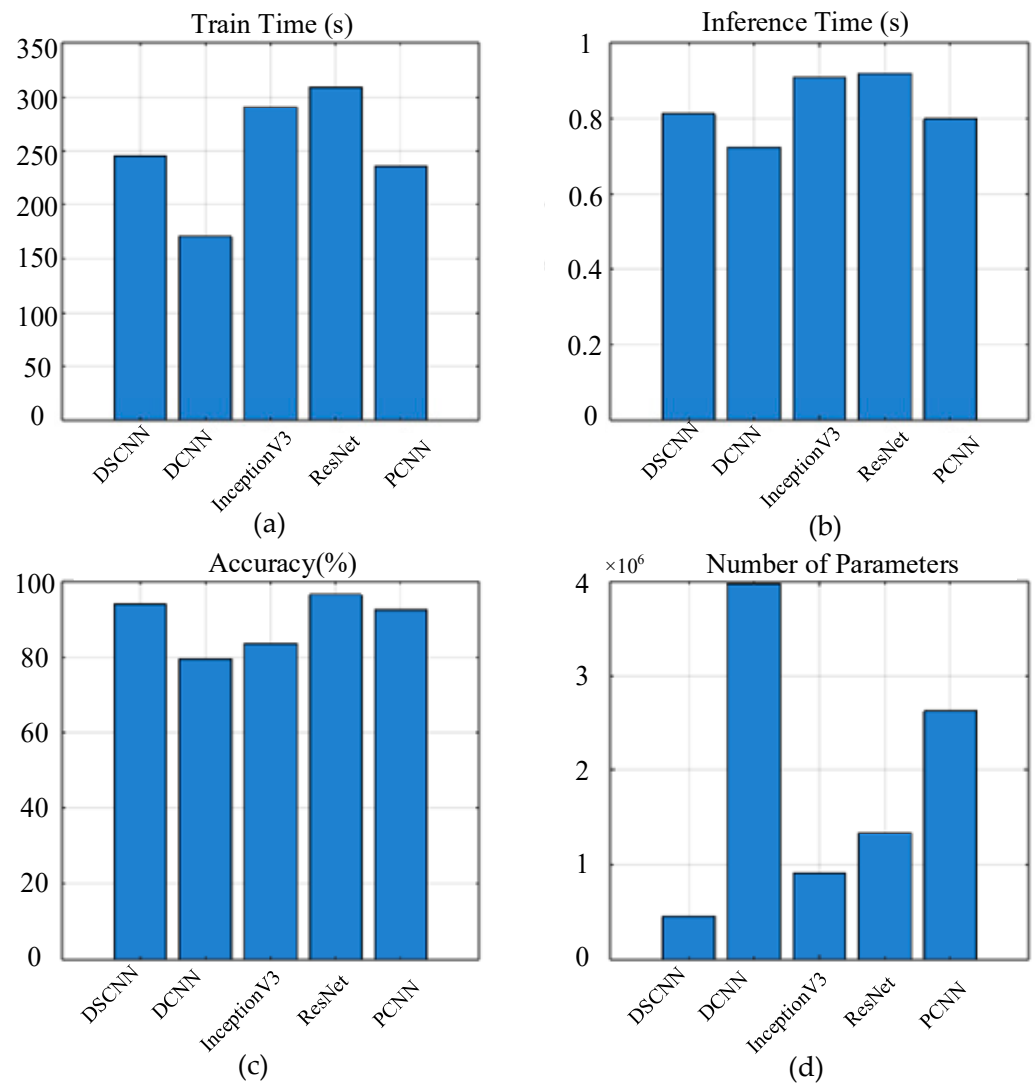 Train Time (s)
350
300
250
200
150
100
50
0
DSCNN
DCNN
InceptionV3
ResNet
PCNN
(a)
Inference Time (s)
1
0.8
0.6
0.4
0.2
0
DSCNN
DCNN
InceptionV3
ResNet
PCNN
(b)
Accuracy(%)
100
80
60
40
20
0
DSCNN
DCNN
InceptionV3
ResNet
PCNN
(c)
×10⁶
Number of Parameters
4
3
2
1
0
DSCNN
DCNN
InceptionV3
ResNet
PCNN
(d)